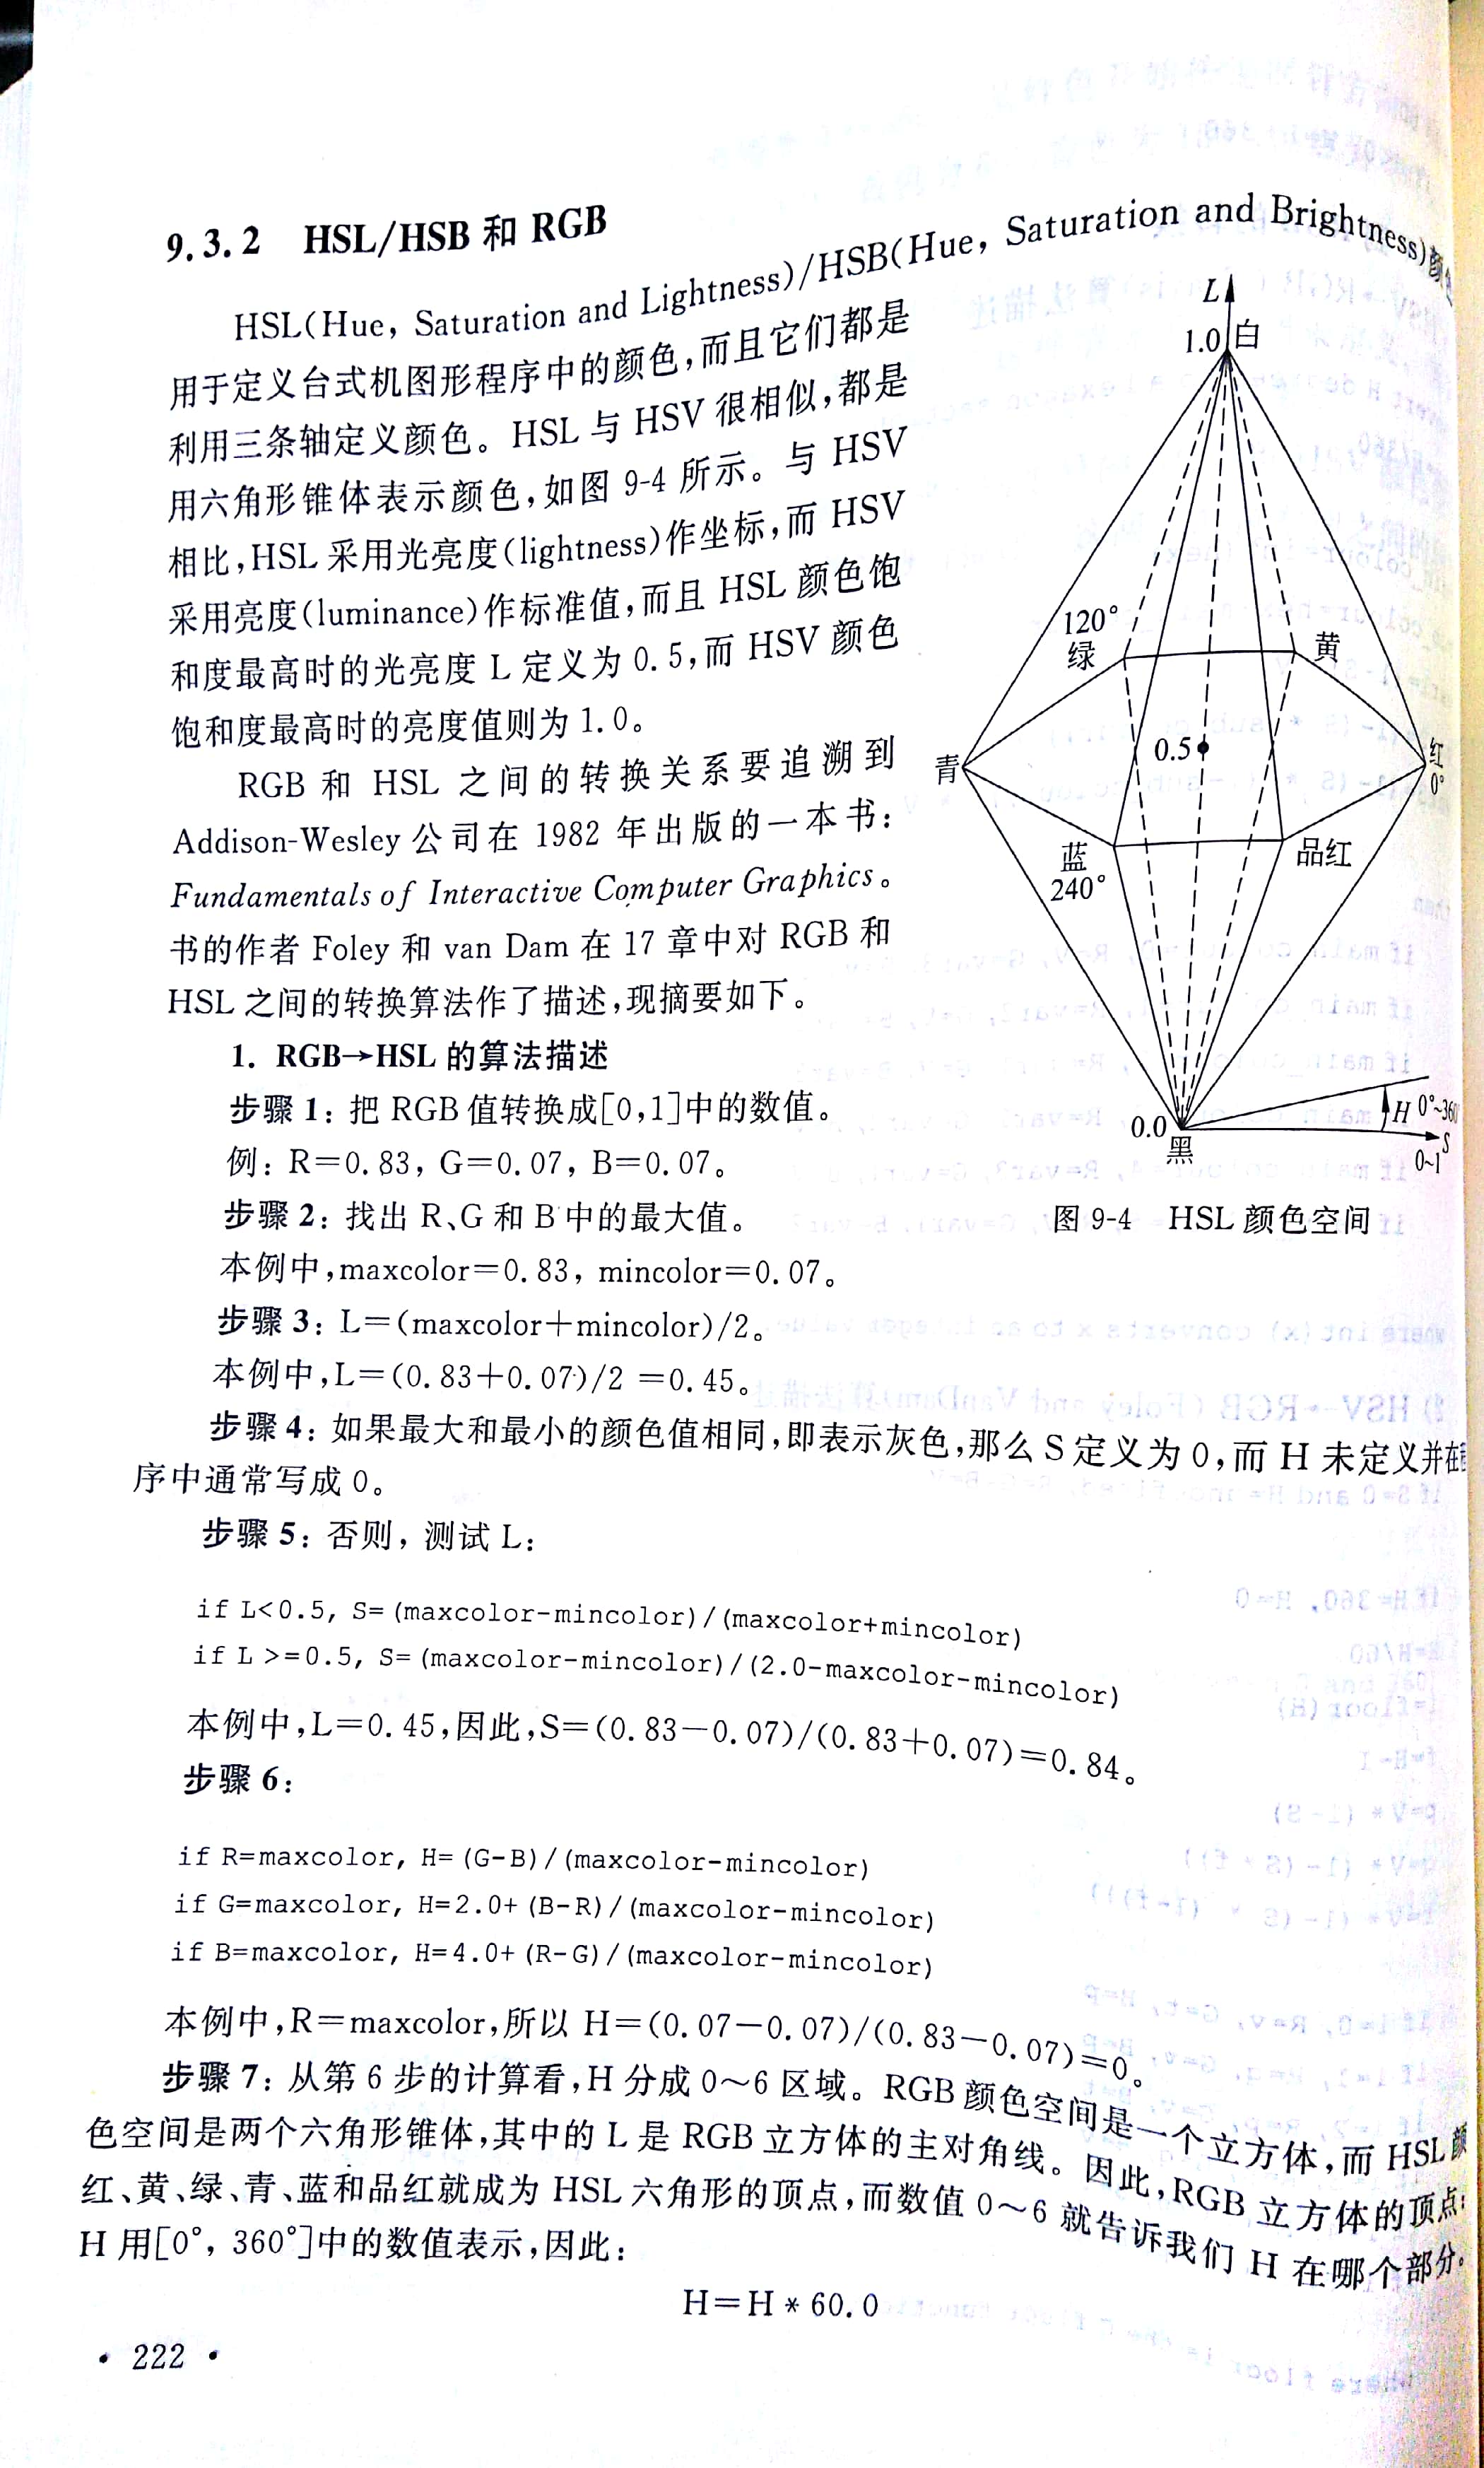 9.3.2 HSL/HSB 和 RGB
HSL(Hue, Saturation and Lightness)/HSB(Hue, Saturation and Brightness)颜色
用于定义台式机图形程序中的颜色,而且它们都是
利用三条轴定义颜色。HSL 与 HSV 很相似,都是
用六角形锥体表示颜色,如图 9-4 所示。与 HSV
相比,HSL 采用光亮度(lightness)作坐标,而 HSV
采用亮度(luminance)作标准值,而且 HSL 颜色饱
和度最高时的光亮度 L 定义为 0.5,而 HSV 颜色
饱和度最高时的亮度值则为 1.0。
RGB 和 HSL 之间的转换关系要追溯到
Addison-Wesley 公司在 1982 年出版的一本书:
Fundamentals of Interactive Computer Graphics。
书的作者 Foley 和 van Dam 在 17 章中对 RGB 和
HSL 之间的转换算法作了描述,现摘要如下。
L
1.0 白
120°
绿
黄
0.5
青
红
0°
蓝
240°
品红
0.0
黑
H 0°~360°
S
0~1
图 9-4 HSL 颜色空间
1. RGB→HSL 的算法描述
步骤 1: 把 RGB 值转换成[0,1]中的数值。
例: R=0.83, G=0.07, B=0.07。
步骤 2: 找出 R、G 和 B 中的最大值。
本例中,maxcolor=0.83, mincolor=0.07。
步骤 3: L=(maxcolor+mincolor)/2。
本例中,L=(0.83+0.07)/2 =0.45。
步骤 4: 如果最大和最小的颜色值相同,即表示灰色,那么 S 定义为 0,而 H 未定义并在程
序中通常写成 0。
步骤 5: 否则, 测试 L:
if L<0.5, S=(maxcolor-mincolor)/(maxcolor+mincolor)
if L >=0.5, S=(maxcolor-mincolor)/(2.0-maxcolor-mincolor)
本例中,L=0.45,因此,S=(0.83-0.07)/(0.83+0.07)=0.84。
步骤 6:
if R=maxcolor, H=(G-B)/(maxcolor-mincolor)
if G=maxcolor, H=2.0+(B-R)/(maxcolor-mincolor)
if B=maxcolor, H=4.0+(R-G)/(maxcolor-mincolor)
本例中,R=maxcolor,所以 H=(0.07-0.07)/(0.83-0.07)=0。
步骤 7: 从第 6 步的计算看,H 分成 0～6 区域。RGB 颜色空间是一个立方体,而 HSL 颜
色空间是两个六角形锥体,其中的 L 是 RGB 立方体的主对角线。因此,RGB 立方体的顶点:
红、黄、绿、青、蓝和品红就成为 HSL 六角形的顶点,而数值 0～6 就告诉我们 H 在哪个部分。
H 用[0°, 360°]中的数值表示,因此:
H=H * 60.0
· 222 ·